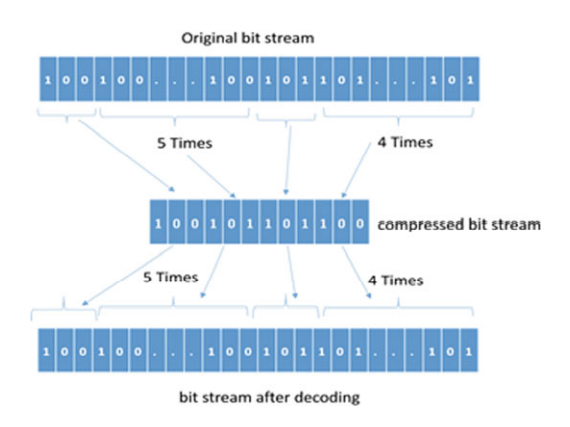 Original bit stream
1 0 0 1 0 0 . . . 1 0 0 1 0 1 1 0 1 . . . 1 0 1
5 Times
4 Times
1 0 0 1 0 1 1 0 1 1 0 0
compressed bit stream
5 Times
4 Times
1 0 0 1 0 0 . . . 1 0 0 1 0 1 1 0 1 . . . 1 0 1
bit stream after decoding